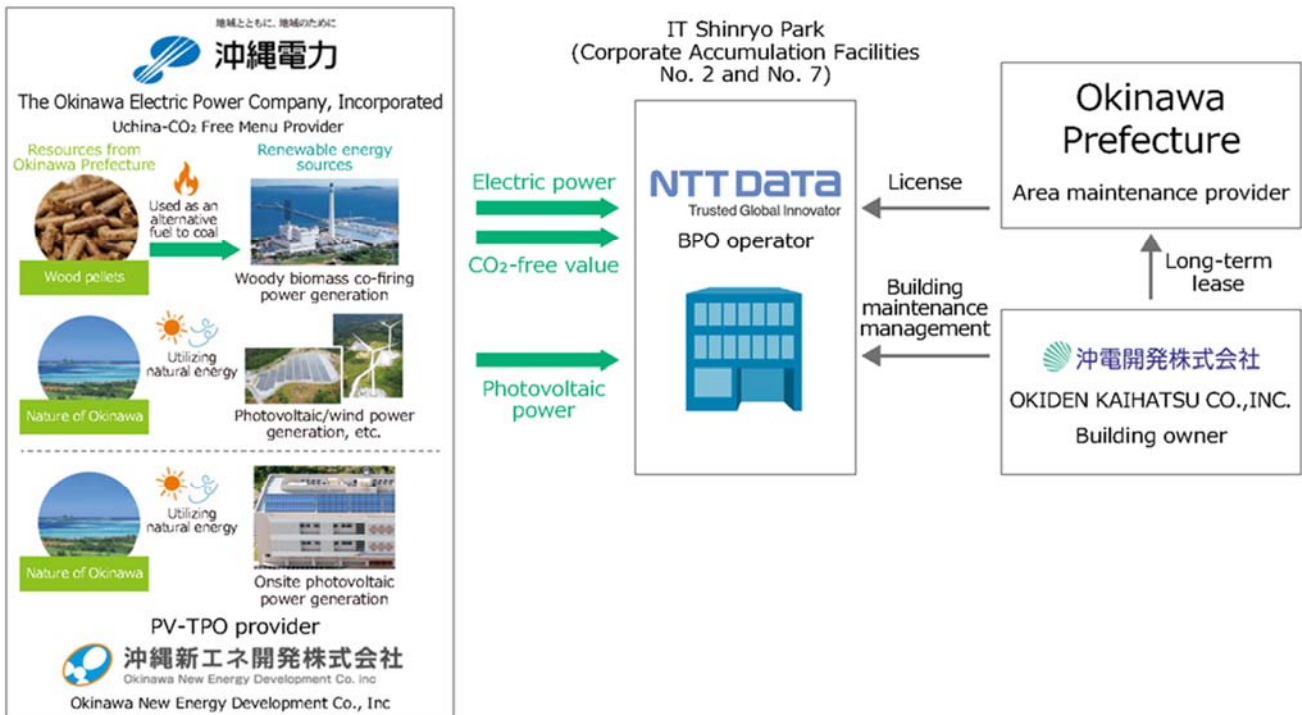 地域とともに、地域のために
沖縄電力
The Okinawa Electric Power Company, Incorporated
Uchina-CO₂ Free Menu Provider
Resources from
Okinawa Prefecture
Used as an
alternative
fuel to coal
Renewable energy
sources
Wood pellets
Woody biomass co-firing
power generation
Utilizing
natural energy
Nature of Okinawa
Photovoltaic/wind power
generation, etc.
Utilizing
natural energy
Nature of Okinawa
Onsite photovoltaic
power generation
PV-TPO provider
沖縄新エネ開発株式会社
Okinawa New Energy Development Co. Inc
Okinawa New Energy Development Co., Inc
Electric power
CO₂-free value
Photovoltaic
power
IT Shinryo Park
(Corporate Accumulation Facilities
No. 2 and No. 7)
NTT DATA
Trusted Global Innovator
BPO operator
License
Building
maintenance
management
Okinawa
Prefecture
Area maintenance provider
Long-term
lease
沖電開発株式会社
OKIDEN KAIHATSU CO.,INC.
Building owner